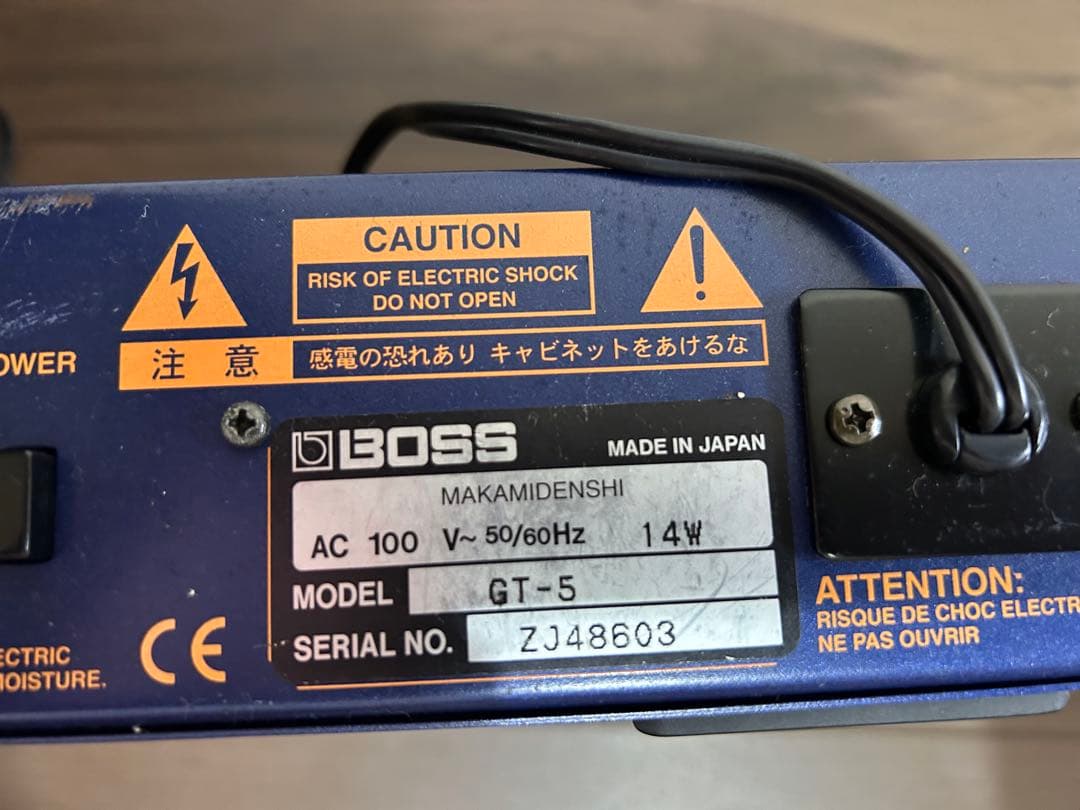 CAUTION
RISK OF ELECTRIC SHOCK
DO NOT OPEN
注 意 感電の恐れあり キャビネットをあけるな
OWER
BOSS MADE IN JAPAN
MAKAMIDENSHI
AC 100 V~ 50/60Hz 14W
MODEL GT-5
SERIAL NO. ZJ48603
CE
ECTRIC
MOISTURE.
ATTENTION:
RISQUE DE CHOC ELECTR
NE PAS OUVRIR